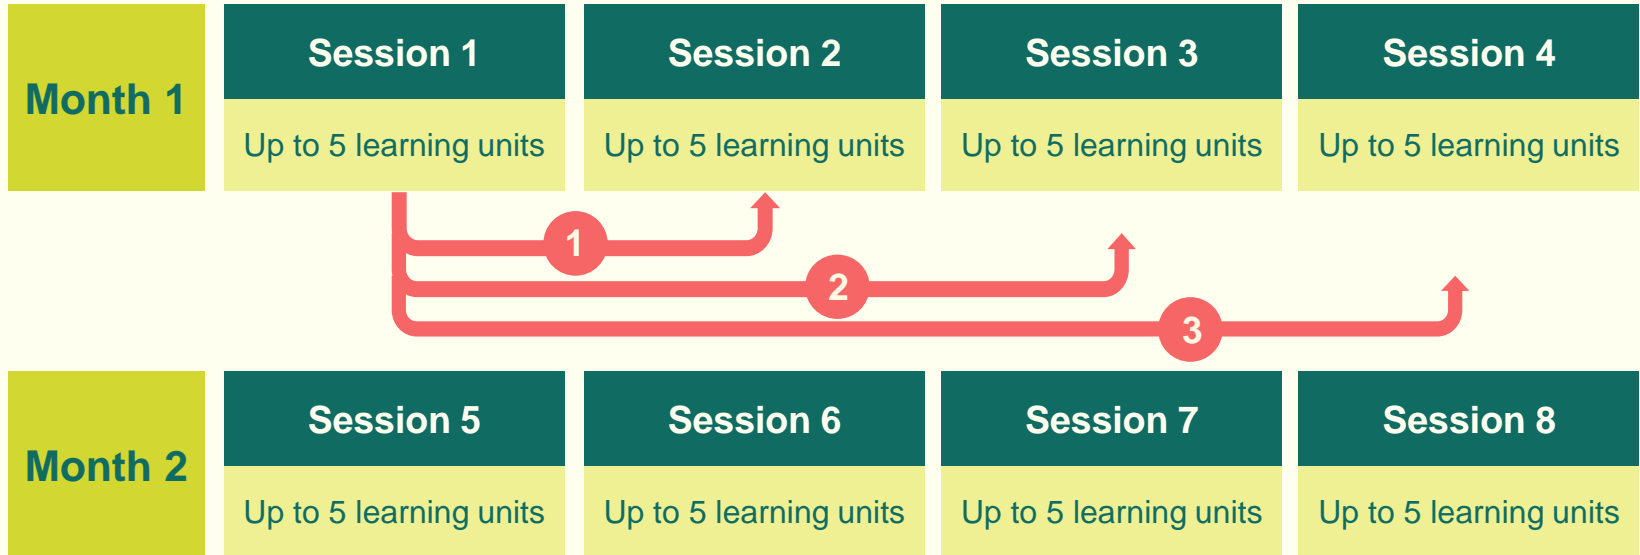 Month 1
Session 1
Session 2
Session 3
Session 4
Up to 5 learning units
Up to 5 learning units
Up to 5 learning units
Up to 5 learning units
1
2
3
Month 2
Session 5
Session 6
Session 7
Session 8
Up to 5 learning units
Up to 5 learning units
Up to 5 learning units
Up to 5 learning units